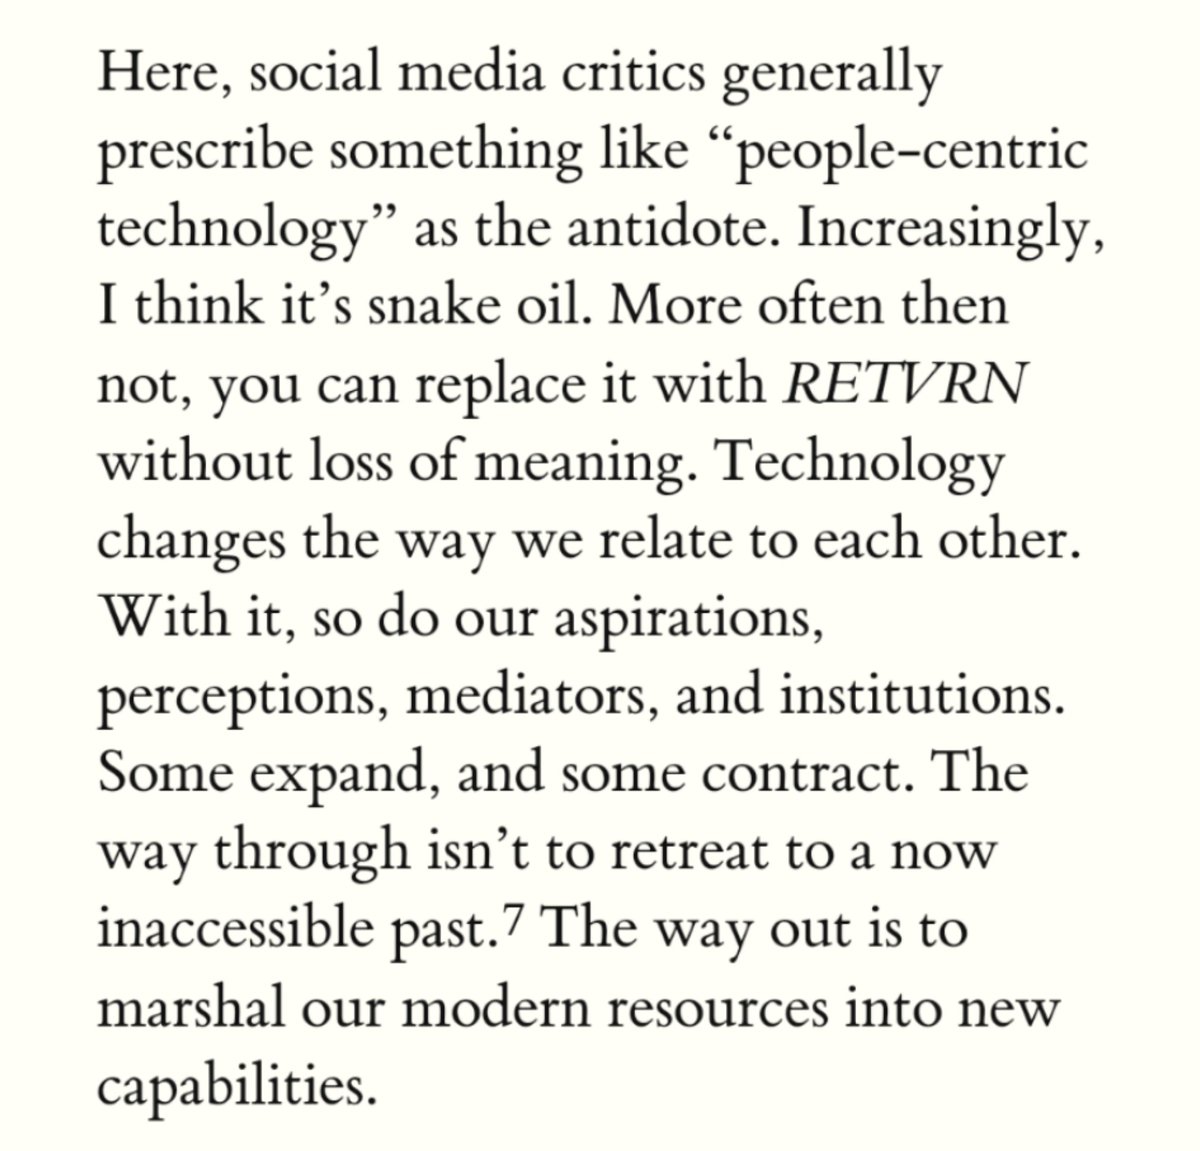 Here, social media critics generally
prescribe something like “people-centric
technology” as the antidote. Increasingly,
I think it’s snake oil. More often then
not, you can replace it with RETVRN
without loss of meaning. Technology
changes the way we relate to each other.
With it, so do our aspirations,
perceptions, mediators, and institutions.
Some expand, and some contract. The
way through isn’t to retreat to a now
inaccessible past.⁷ The way out is to
marshal our modern resources into new
capabilities.